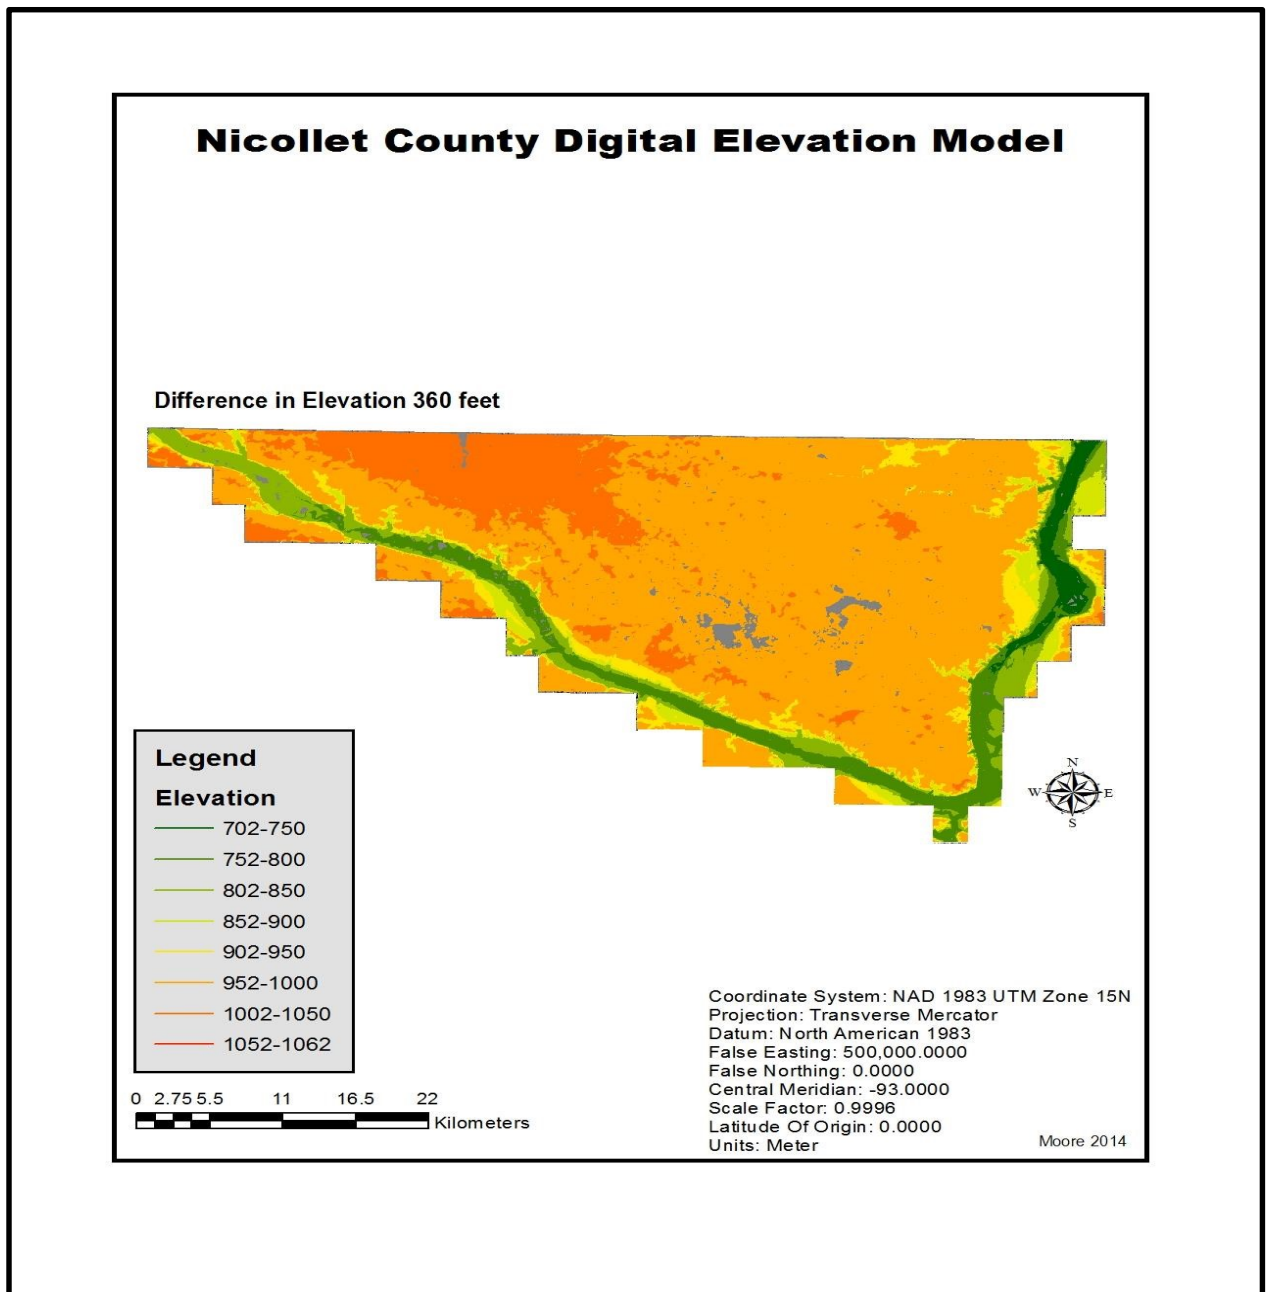 Nicollet County Digital Elevation Model
Difference in Elevation 360 feet
Legend
Elevation
702-750
752-800
802-850
852-900
902-950
952-1000
1002-1050
1052-1062
N
W E
S
0 2.75 5.5 11 16.5 22
Kilometers
Coordinate System: NAD 1983 UTM Zone 15N
Projection: Transverse Mercator
Datum: North American 1983
False Easting: 500,000.0000
False Northing: 0.0000
Central Meridian: -93.0000
Scale Factor: 0.9996
Latitude Of Origin: 0.0000
Units: Meter
Moore 2014